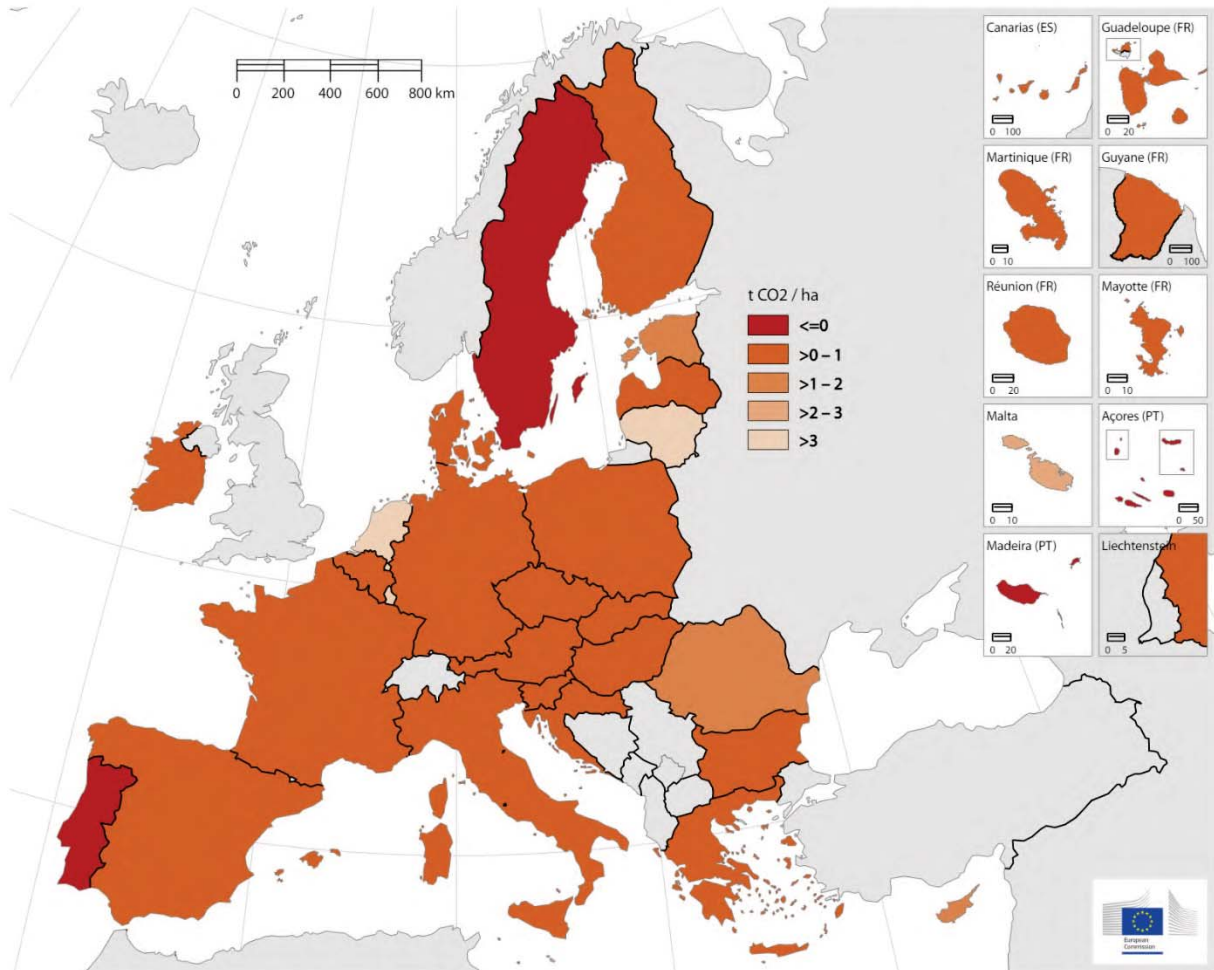 0 200 400 600 800 km
t CO2 / ha
<=0
>0 – 1
>1 – 2
>2 – 3
>3
Canarias (ES)
0 100
Guadeloupe (FR)
0 20
Martinique (FR)
0 10
Guyane (FR)
0 100
Réunion (FR)
0 20
Mayotte (FR)
0 10
Malta
0 10
Açores (PT)
0 50
Madeira (PT)
0 20
Liechtenstein
0 5
European
Commission